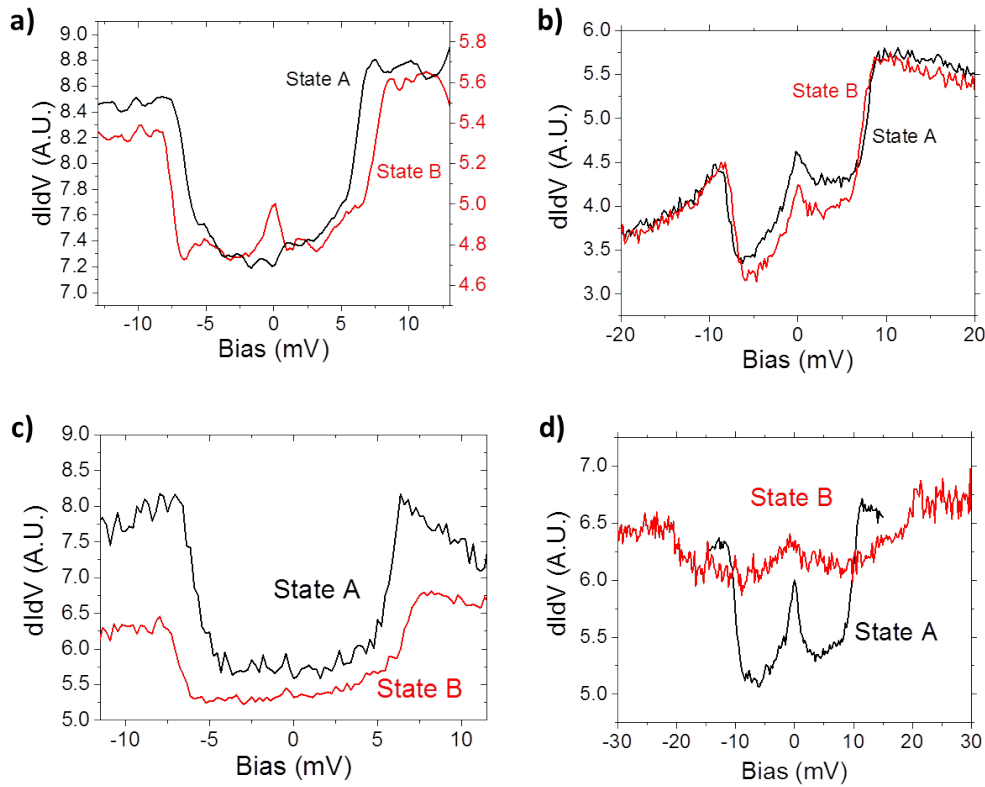 a)
9.0
8.8
8.6
8.4
8.2
8.0
7.8
7.6
7.4
7.2
7.0
dIdV (A.U.)
State A
State B
5.8
5.6
5.4
5.2
5.0
4.8
4.6
-10 -5 0 5 10
Bias (mV)
b)
5.5
5.0
4.5
4.0
3.5
3.0
dIdV (A.U.)
State B
State A
-20 -10 0 10 20
Bias (mV)
c)
9.0
8.5
8.0
7.5
7.0
6.5
6.0
5.5
5.0
dIdV (A.U.)
State A
State B
-10 -5 0 5 10
Bias (mV)
d)
7.0
6.5
6.0
5.5
5.0
dIdV (A.U.)
State B
State A
-30 -20 -10 0 10 20 30
Bias (mV)